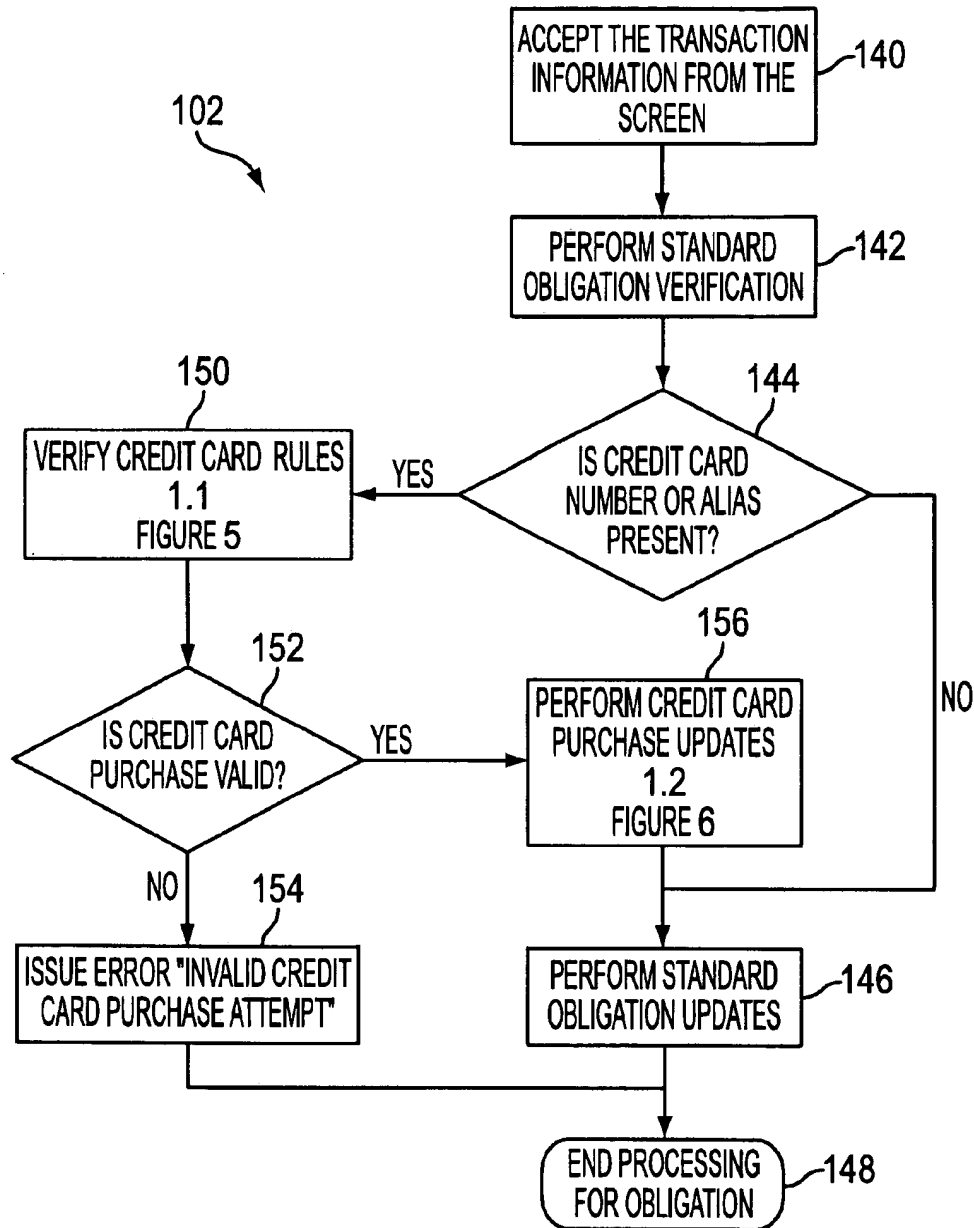 ACCEPT THE TRANSACTION
INFORMATION FROM THE
SCREEN
140
102
PERFORM STANDARD
OBLIGATION VERIFICATION
142
144
IS CREDIT CARD
NUMBER OR ALIAS
PRESENT?
YES
NO
150
VERIFY CREDIT CARD RULES
1.1
FIGURE 5
152
IS CREDIT CARD
PURCHASE VALID?
YES
NO
156
PERFORM CREDIT CARD
PURCHASE UPDATES
1.2
FIGURE 6
154
ISSUE ERROR "INVALID CREDIT
CARD PURCHASE ATTEMPT"
PERFORM STANDARD
OBLIGATION UPDATES
146
END PROCESSING
FOR OBLIGATION
148